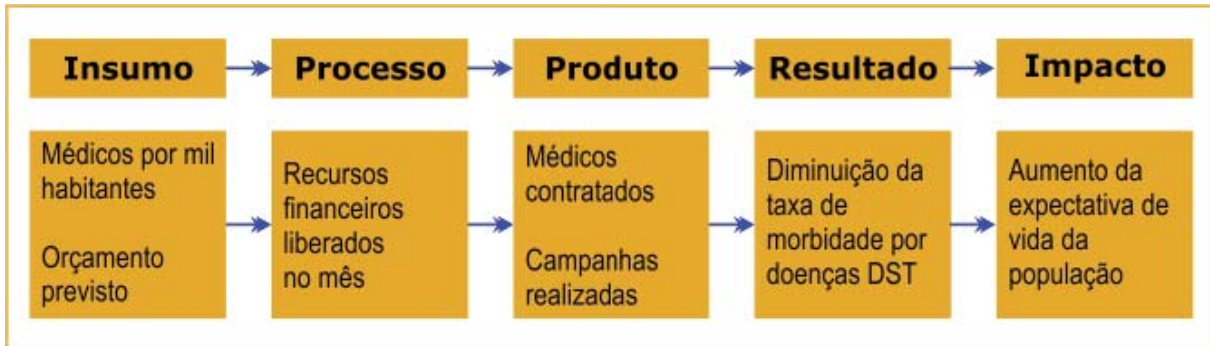 Insumo
Processo
Produto
Resultado
Impacto
Médicos por mil
habitantes
Orçamento
previsto
Recursos
financeiros
liberados
no mês
Médicos
contratados
Campanhas
realizadas
Diminuição da
taxa de
morbidade por
doenças DST
Aumento da
expectativa de
vida da
população